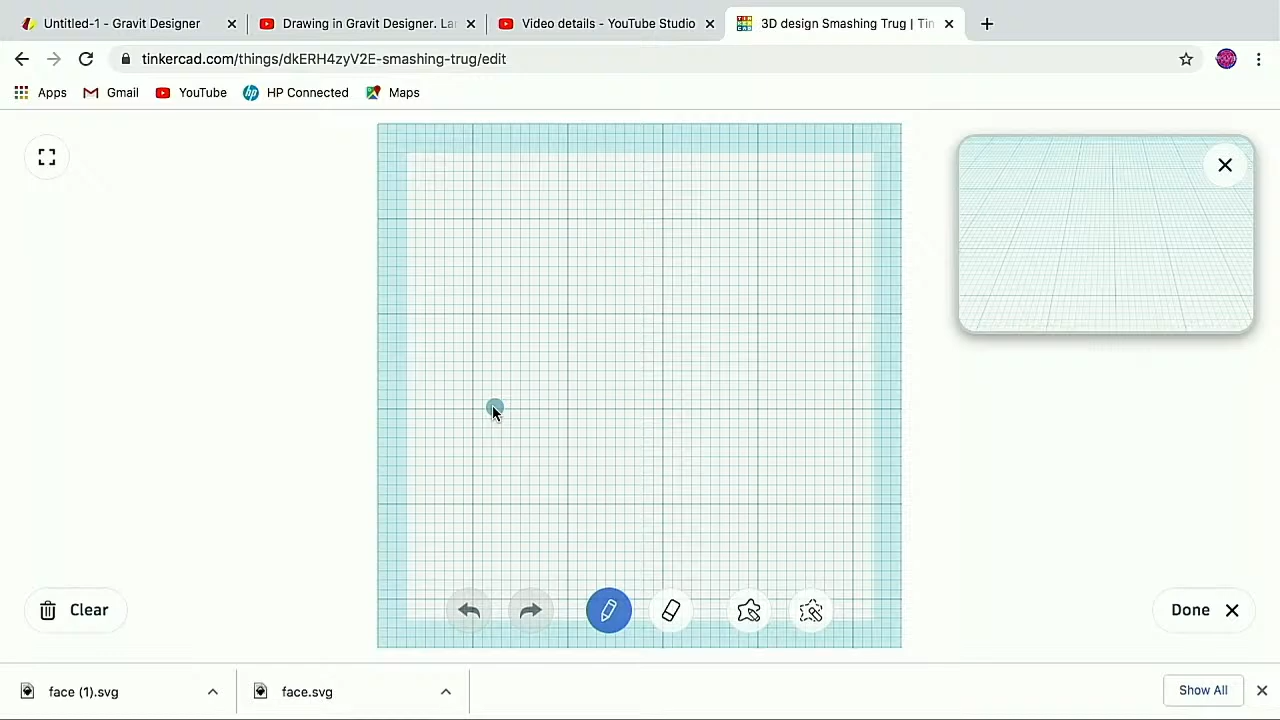 Untitled-1 - Gravit Designer
Drawing in Gravit Designer. La
Video details - YouTube Studio
3D design Smashing Trug | Tin
tinkercad.com/things/dkERH4zyV2E-smashing-trug/edit
Apps
Gmail
YouTube
HP Connected
Maps
Clear
Done
face (1).svg
face.svg
Show All